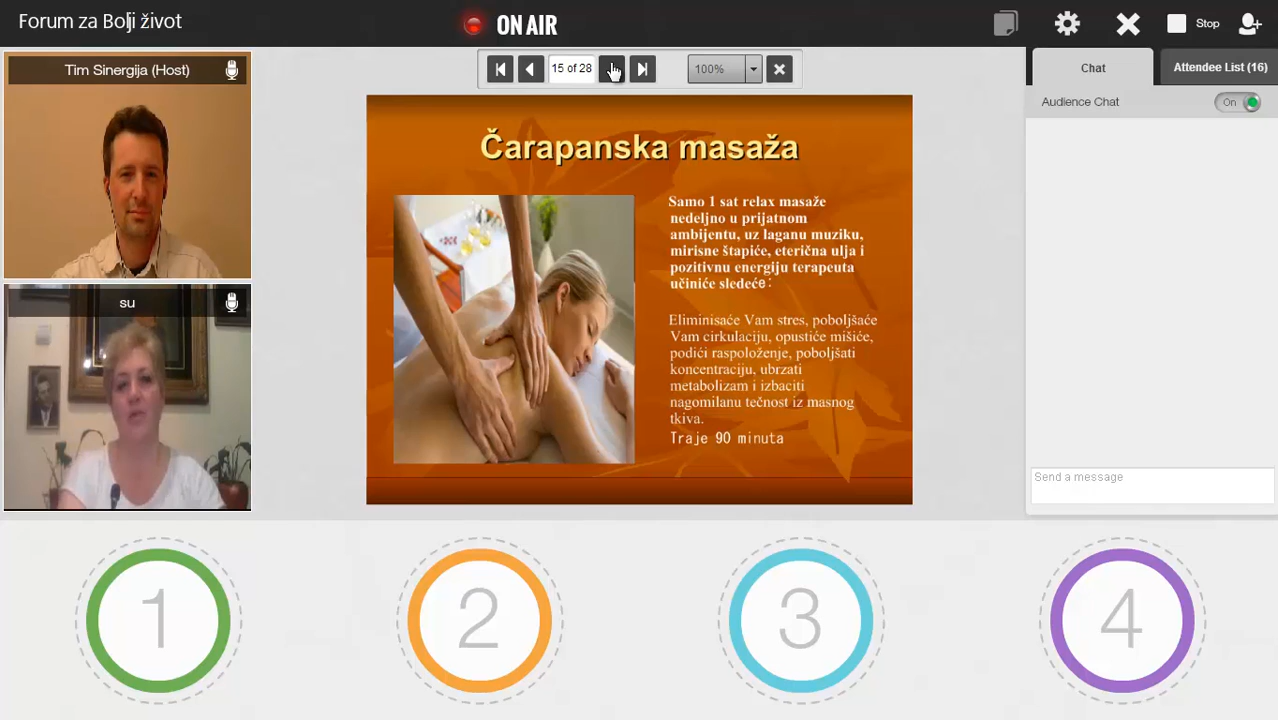 Forum za Bolji život
ON AIR
Stop
Tim Sinergija (Host)
15 of 28
100%
Chat
Attendee List (16)
Audience Chat
On
su
Čarapanska masaža
Samo 1 sat relax masaže
nedeljno u prijatnom
ambijentu, uz laganu muziku,
mirisne štapiće, eterična ulja i
pozitivnu energiju terapeuta
učiniće sledeće:
Eliminisaće Vam stres, poboljšaće
Vam cirkulaciju, opustiće mišiće,
podići raspoloženje, poboljšati
koncentraciju, ubrzati
metabolizam i izbaciti
nagomilanu tečnost iz masnog
tkiva.
Traje 90 minuta
Send a message
1
2
3
4